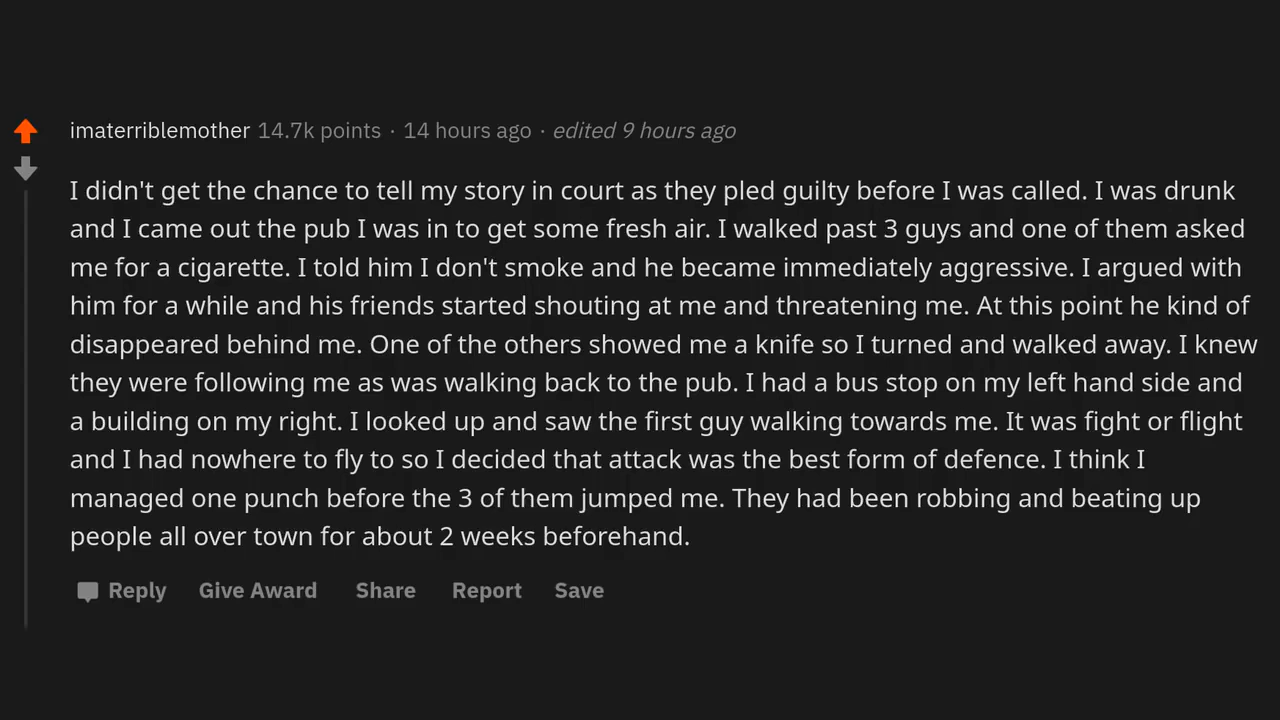 imaterriblemother 14.7k points · 14 hours ago · edited 9 hours ago
I didn't get the chance to tell my story in court as they pled guilty before I was called. I was drunk
and I came out the pub I was in to get some fresh air. I walked past 3 guys and one of them asked
me for a cigarette. I told him I don't smoke and he became immediately aggressive. I argued with
him for a while and his friends started shouting at me and threatening me. At this point he kind of
disappeared behind me. One of the others showed me a knife so I turned and walked away. I knew
they were following me as was walking back to the pub. I had a bus stop on my left hand side and
a building on my right. I looked up and saw the first guy walking towards me. It was fight or flight
and I had nowhere to fly to so I decided that attack was the best form of defence. I think I
managed one punch before the 3 of them jumped me. They had been robbing and beating up
people all over town for about 2 weeks beforehand.
Reply Give Award Share Report Save